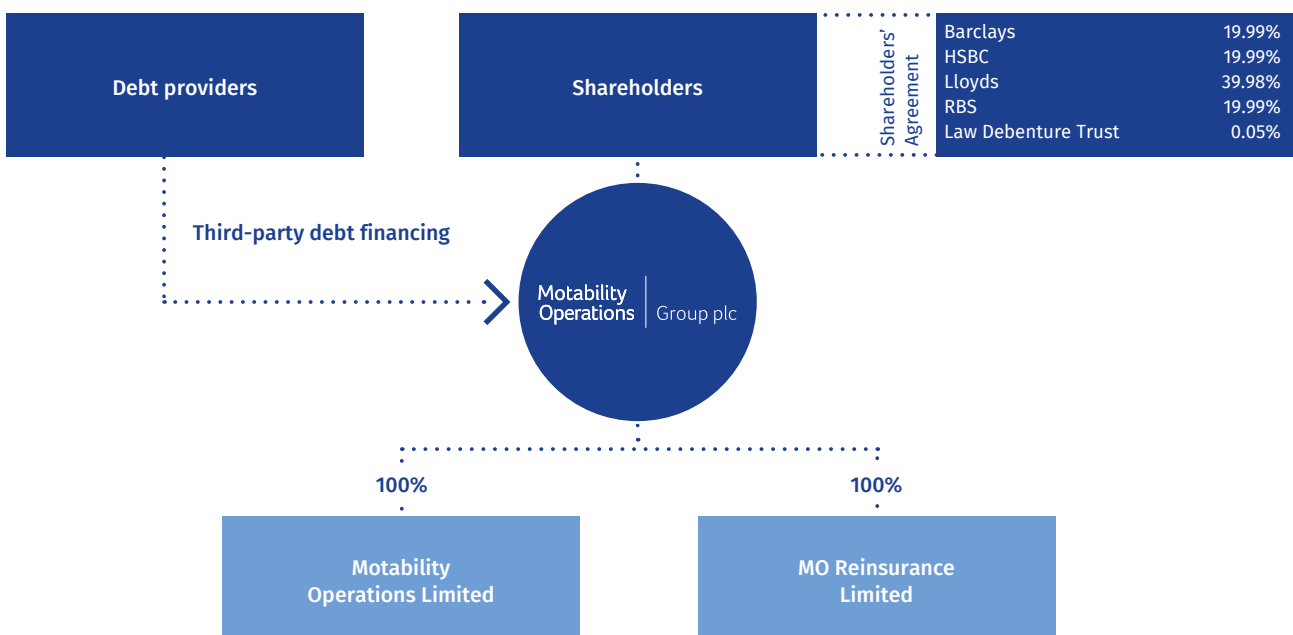 Debt providers
Shareholders
Shareholders’
Agreement
Barclays 19.99%
HSBC 19.99%
Lloyds 39.98%
RBS 19.99%
Law Debenture Trust 0.05%
Third-party debt financing
Motability
Operations
Group plc
100%
100%
Motability
Operations Limited
MO Reinsurance
Limited